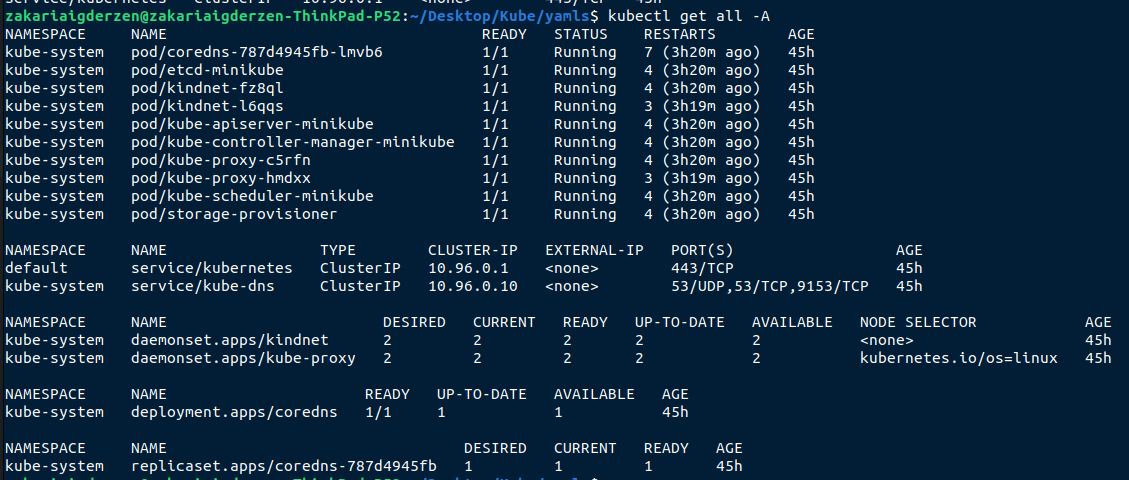 service/kubernetes   ClusterIP   10.96.0.1   <none>   443/TCP   45h
zakariaigderzen@zakariaigderzen-ThinkPad-P52:~/Desktop/Kube/yamls$ kubectl get all -A
NAMESPACE     NAME                                   READY   STATUS    RESTARTS        AGE
kube-system   pod/coredns-787d4945fb-lmvb6           1/1     Running   7 (3h20m ago)   45h
kube-system   pod/etcd-minikube                      1/1     Running   4 (3h20m ago)   45h
kube-system   pod/kindnet-fz8ql                      1/1     Running   4 (3h20m ago)   45h
kube-system   pod/kindnet-l6qqs                      1/1     Running   3 (3h19m ago)   45h
kube-system   pod/kube-apiserver-minikube            1/1     Running   4 (3h20m ago)   45h
kube-system   pod/kube-controller-manager-minikube   1/1     Running   4 (3h20m ago)   45h
kube-system   pod/kube-proxy-c5rfn                   1/1     Running   4 (3h20m ago)   45h
kube-system   pod/kube-proxy-hmdxx                   1/1     Running   3 (3h19m ago)   45h
kube-system   pod/kube-scheduler-minikube            1/1     Running   4 (3h20m ago)   45h
kube-system   pod/storage-provisioner                1/1     Running   4 (3h20m ago)   45h
NAMESPACE     NAME                 TYPE        CLUSTER-IP   EXTERNAL-IP   PORT(S)                  AGE
default       service/kubernetes   ClusterIP   10.96.0.1    <none>        443/TCP                  45h
kube-system   service/kube-dns     ClusterIP   10.96.0.10   <none>        53/UDP,53/TCP,9153/TCP   45h
NAMESPACE     NAME                        DESIRED   CURRENT   READY   UP-TO-DATE   AVAILABLE   NODE SELECTOR            AGE
kube-system   daemonset.apps/kindnet      2         2         2       2            2           <none>                   45h
kube-system   daemonset.apps/kube-proxy   2         2         2       2            2           kubernetes.io/os=linux   45h
NAMESPACE     NAME                      READY   UP-TO-DATE   AVAILABLE   AGE
kube-system   deployment.apps/coredns   1/1     1            1           45h
NAMESPACE     NAME                                 DESIRED   CURRENT   READY   AGE
kube-system   replicaset.apps/coredns-787d4945fb   1         1         1       45h